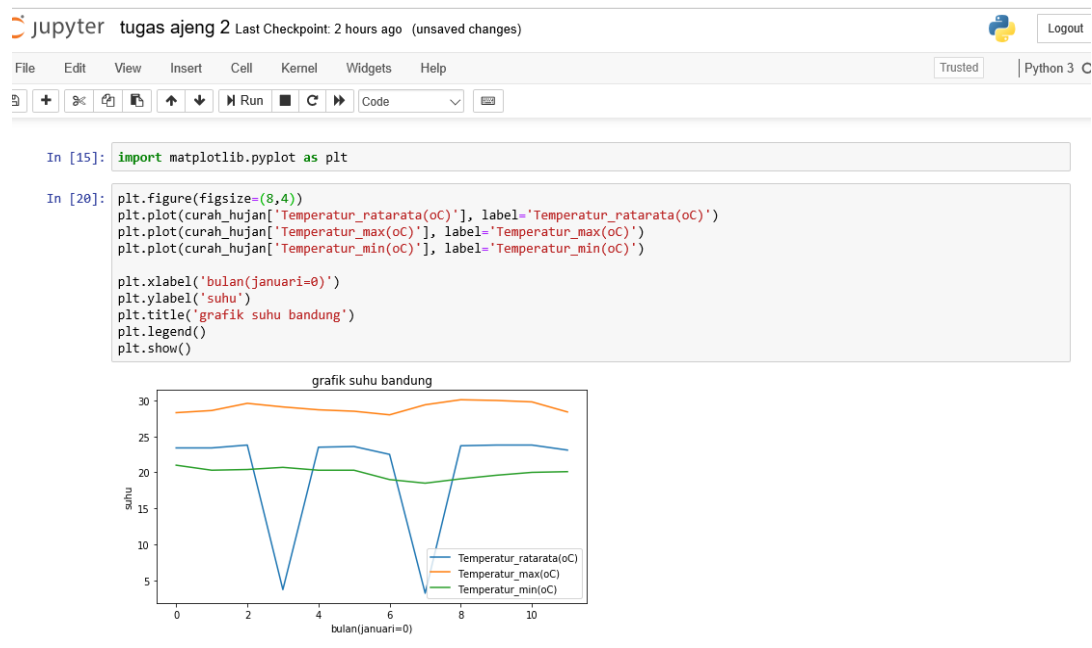 jupyter tugas ajeng 2 Last Checkpoint: 2 hours ago (unsaved changes)
Logout
File Edit View Insert Cell Kernel Widgets Help
Trusted
Python 3
Run
Code
In [15]: import matplotlib.pyplot as plt
In [20]: plt.figure(figsize=(8,4))
plt.plot(curah_hujan['Temperatur_ratarata(oC)'], label='Temperatur_ratarata(oC)')
plt.plot(curah_hujan['Temperatur_max(oC)'], label='Temperatur_max(oC)')
plt.plot(curah_hujan['Temperatur_min(oC)'], label='Temperatur_min(oC)')
plt.xlabel('bulan(januari=0)')
plt.ylabel('suhu')
plt.title('grafik suhu bandung')
plt.legend()
plt.show()
grafik suhu bandung
30
25
20
15
10
5
suhu
Temperatur_ratarata(oC)
Temperatur_max(oC)
Temperatur_min(oC)
0 2 4 6 8 10
bulan(januari=0)